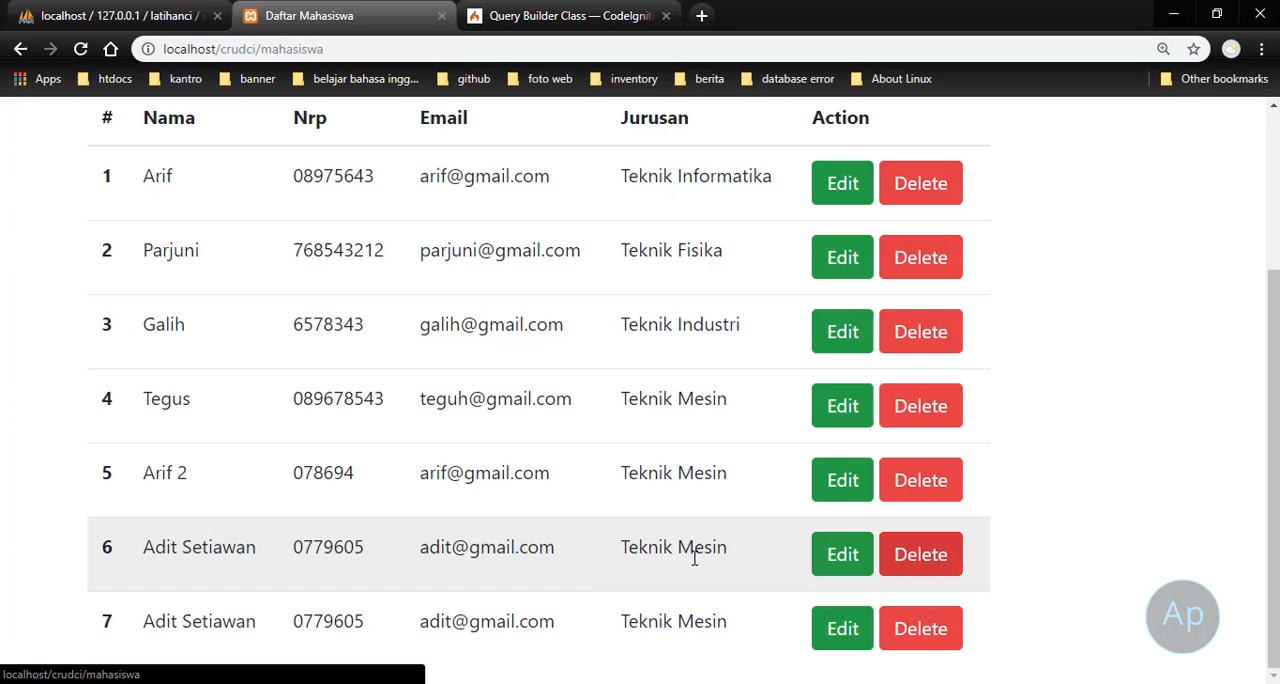 localhost / 127.0.0.1 / latihanci / Daftar Mahasiswa Query Builder Class — CodeIgnit
localhost/crudci/mahasiswa
Apps htdocs kantro banner belajar bahasa ingg... github foto web inventory berita database error About Linux Other bookmarks
# Nama Nrp Email Jurusan Action
1 Arif 08975643 arif@gmail.com Teknik Informatika Edit Delete
2 Parjuni 768543212 parjuni@gmail.com Teknik Fisika Edit Delete
3 Galih 6578343 galih@gmail.com Teknik Industri Edit Delete
4 Tegus 089678543 teguh@gmail.com Teknik Mesin Edit Delete
5 Arif 2 078694 arif@gmail.com Teknik Mesin Edit Delete
6 Adit Setiawan 0779605 adit@gmail.com Teknik Mesin Edit Delete
7 Adit Setiawan 0779605 adit@gmail.com Teknik Mesin Edit Delete
Ap
localhost/crudci/mahasiswa